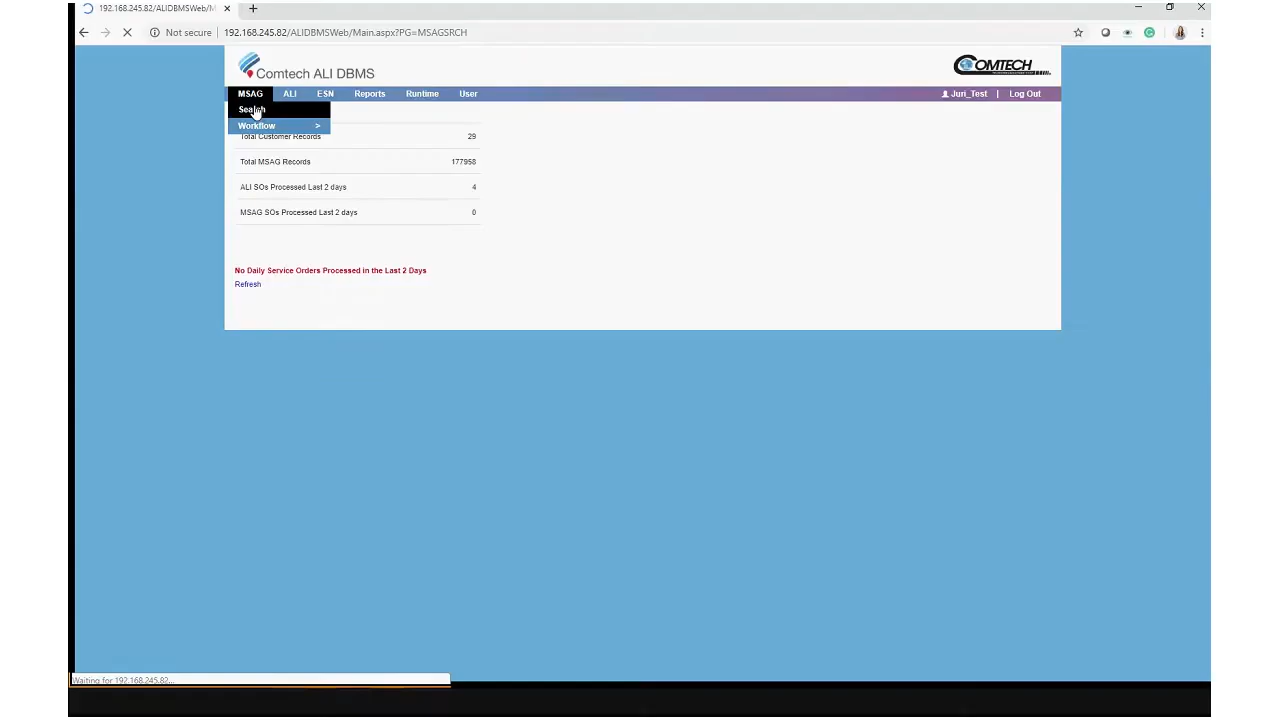 192.168.245.82/ALIDBMSWeb/M
Not secure | 192.168.245.82/ALIDBMSWeb/Main.aspx?PG=MSAGSRCH
Comtech ALI DBMS
COMTECH
MSAG ALI ESN Reports Runtime User Juri_Test | Log Out
Search
Workflow >
Total Customer Records 29
Total MSAG Records 177958
ALI SOs Processed Last 2 days 4
MSAG SOs Processed Last 2 days 0
No Daily Service Orders Processed in the Last 2 Days
Refresh
Waiting for 192.168.245.82...